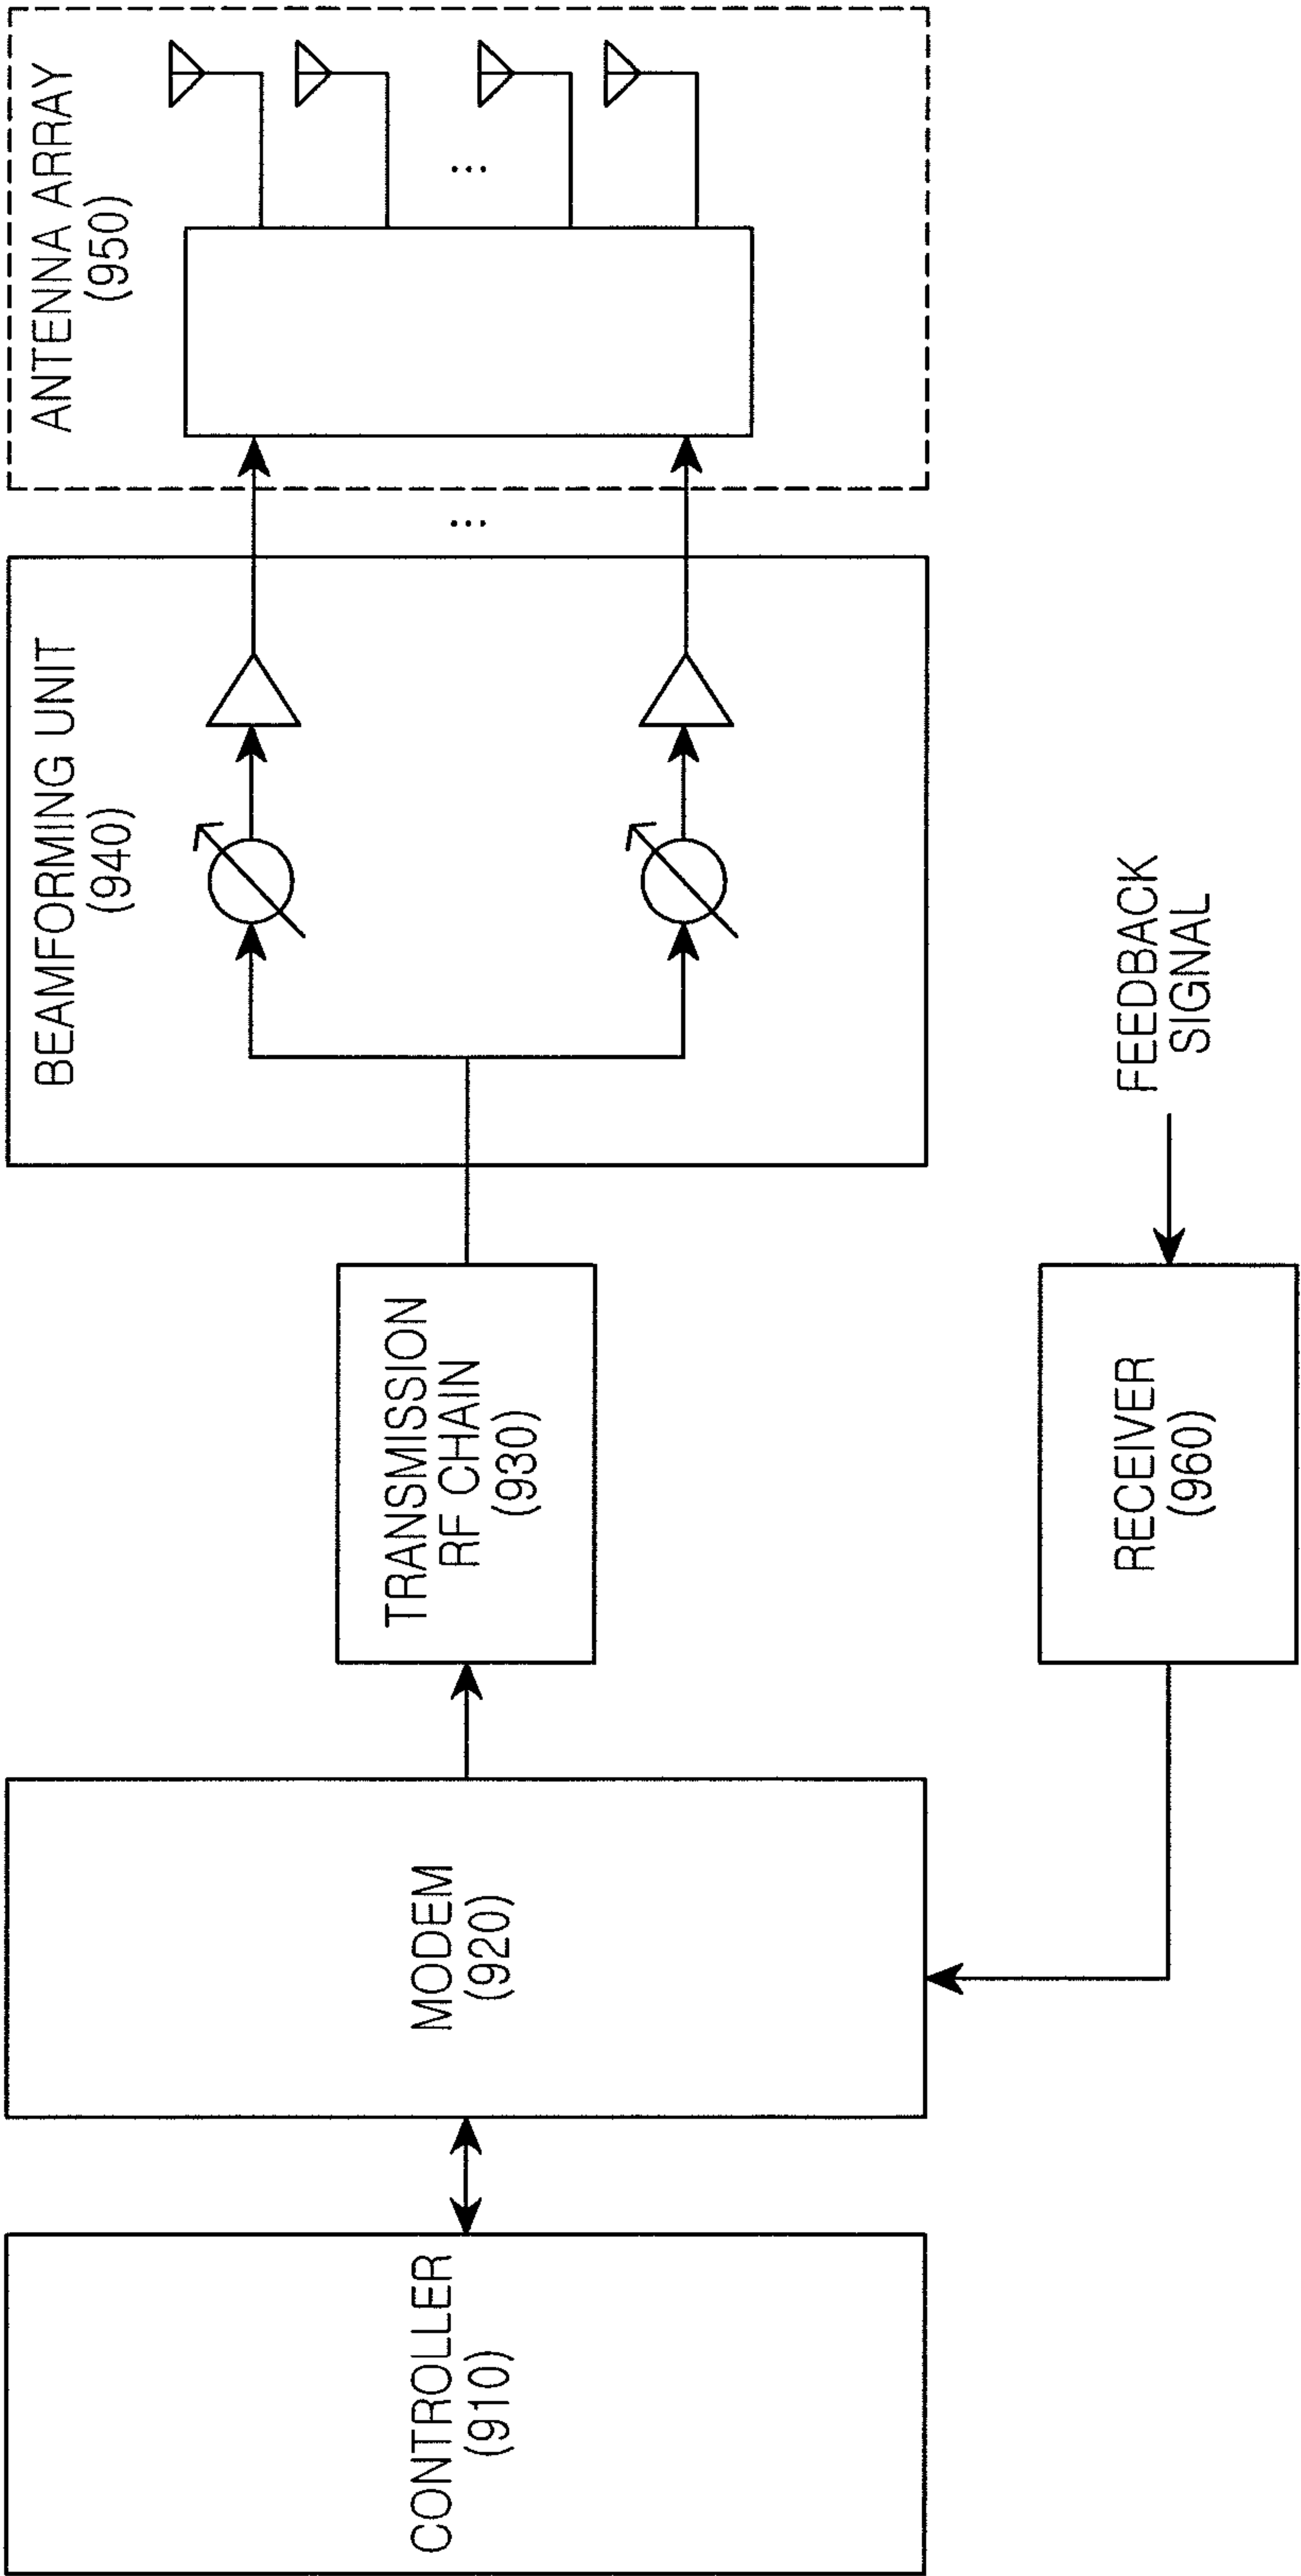 CONTROLLER
(910)
MODEM
(920)
TRANSMISSION
RF CHAIN
(930)
BEAMFORMING UNIT
(940)
...
ANTENNA ARRAY
(950)
...
RECEIVER
(960)
FEEDBACK
SIGNAL